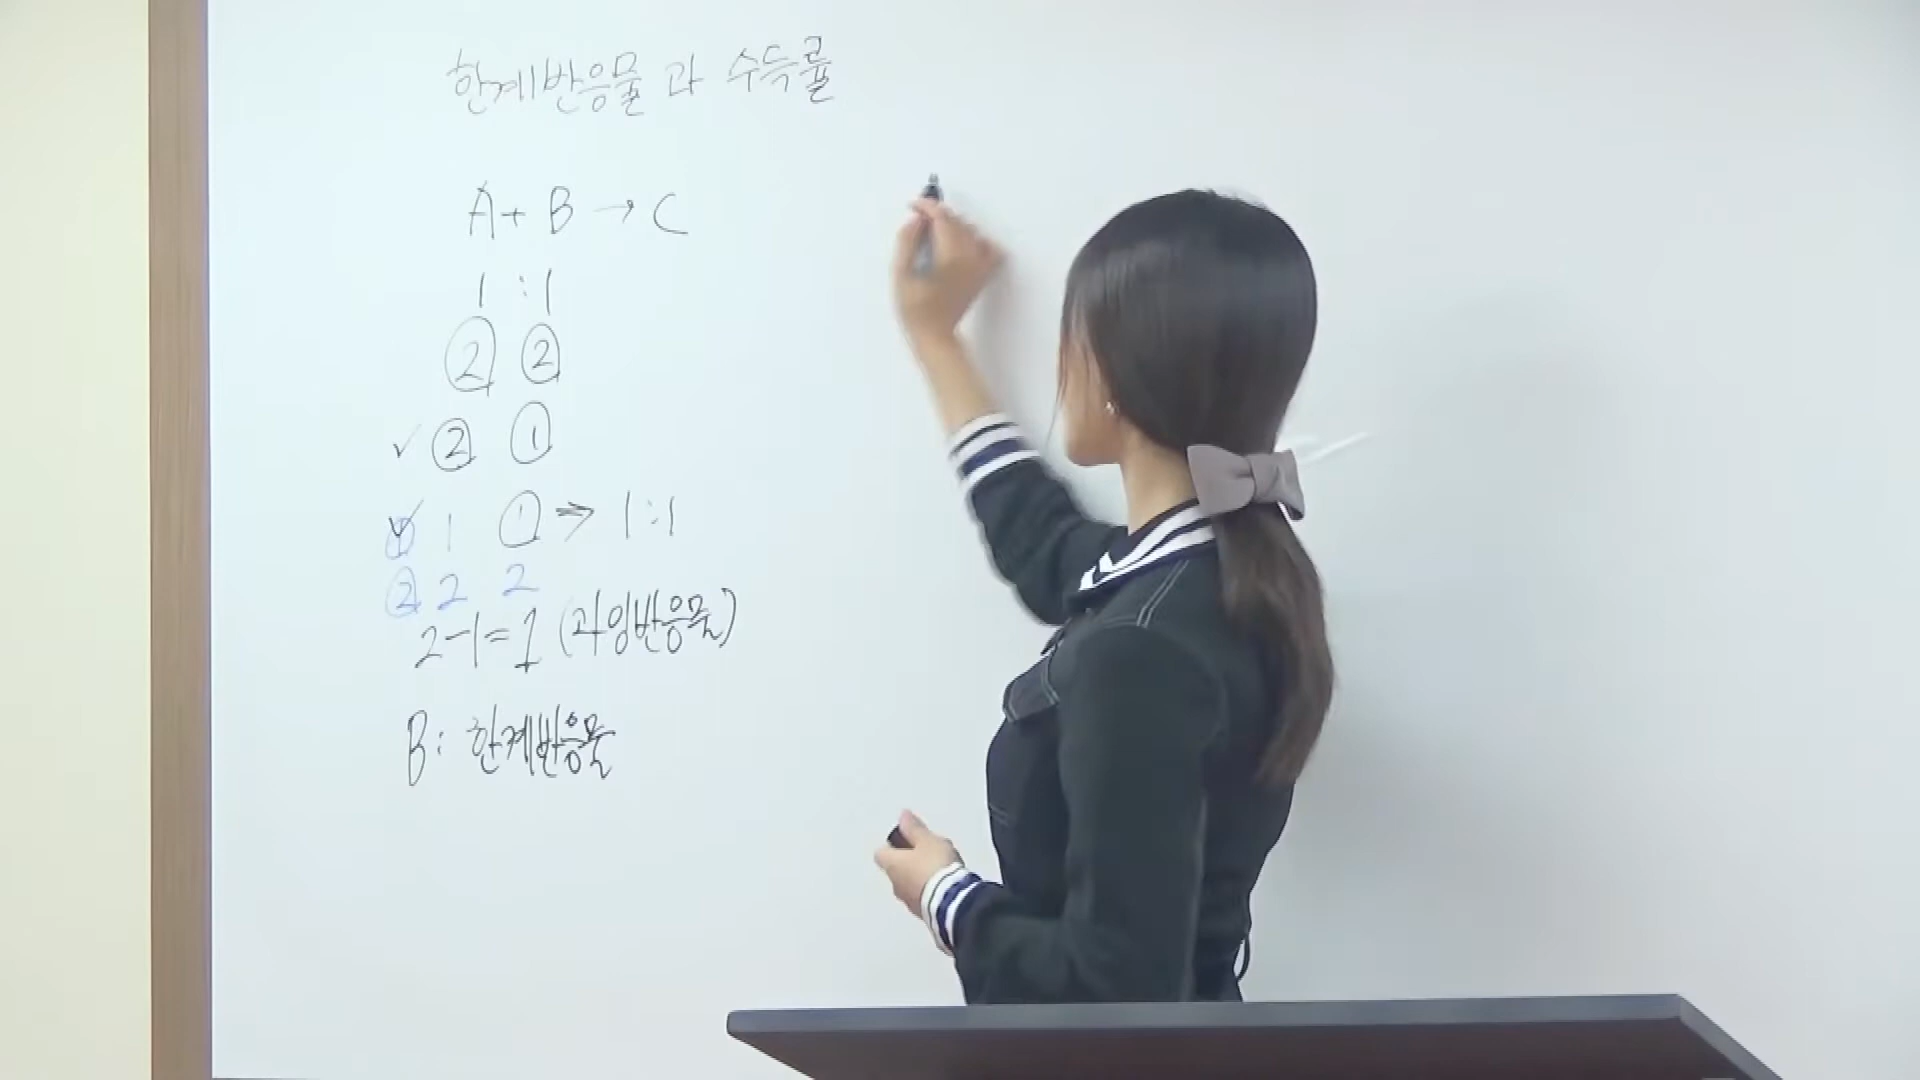 한계반응물 과 수득률
A + B → C
1 : 1
② ②
✓ ② ①
① 1 ① ⇒ 1 : 1
② 2 2
2-1=1 (과잉반응물)
B: 한계반응물